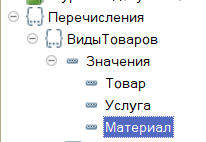 Перечисления
ВидыТоваров
Значения
Товар
Услуга
Материал